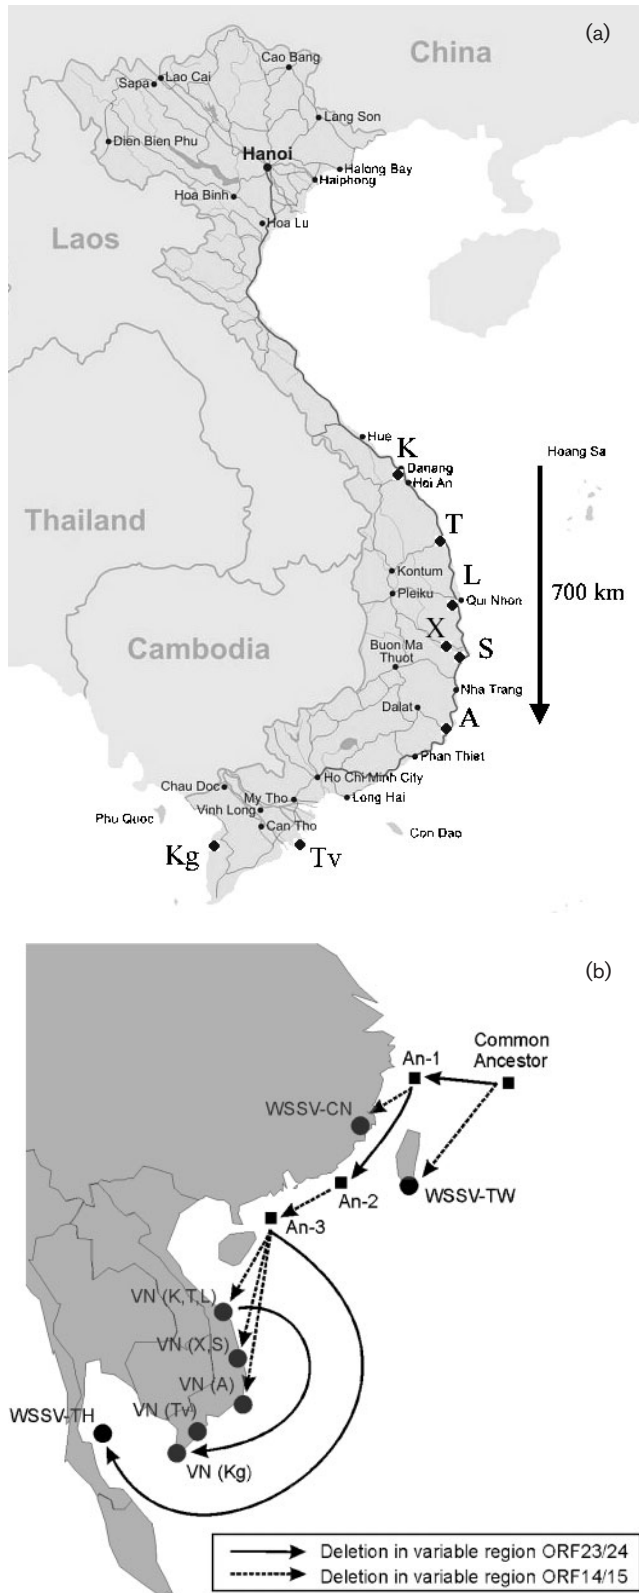 (a)
China
Cao Bang
Lao Cai
Sapa
Lang Son
Dien Bien Phu
Hanoi
Halong Bay
Haiphong
Hoa Binh
Hoa Lu
Laos
Hue
K
Danang
Hoi An
Hoang Sa
Thailand
T
Kontum
L
Pleiku
Qui Nhon
700 km
X
Cambodia
Buon Ma
Thuot
S
Nha Trang
Dalat
A
Phan Thiet
Ho Chi Minh City
Chau Doc
My Tho
Long Hai
Phu Quoc
Vinh Long
Can Tho
Con Dao
Kg
Tv
(b)
Common
Ancestor
An-1
WSSV-CN
An-2
WSSV-TW
An-3
VN (K,T,L)
VN (X,S)
VN (A)
VN (Tv)
WSSV-TH
VN (Kg)
Deletion in variable region ORF23/24
Deletion in variable region ORF14/15